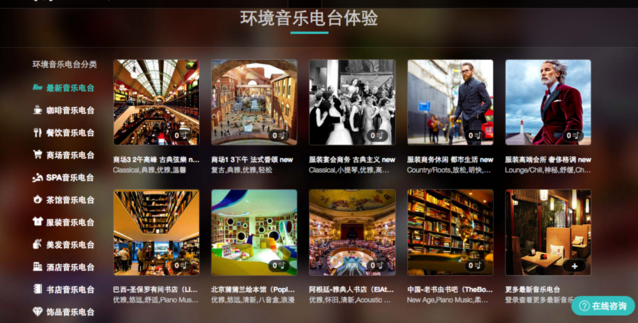 环境音乐电台体验
环境音乐电台分类
最新音乐电台
咖啡音乐电台
餐饮音乐电台
商场音乐电台
SPA音乐电台
茶馆音乐电台
服装音乐电台
美发音乐电台
酒店音乐电台
书店音乐电台
饰品音乐电台
0
0
0
0
0
商场3 2午高峰 古典弦樂 n...
商场1 3下午 法式香颂 new
服装宴会商务 古典主义 new
服装商务休闲 都市生活 new
服装高端会所 奢侈格调 new
Classical,典雅,优雅,温馨
复古,典雅,优雅,轻松
Classical,小提琴,优雅,高...
Country/Roots,放松,明快,...
Lounge/Chill,神秘,舒缓,Ch...
0
0
0
0
+
巴西-圣保罗有间书店（Li...
北京蒲蒲兰绘本馆（Popl...
阿根廷-雅典人书店（ElAt...
中国-老书虫书吧（TheBo...
更多最新音乐电台
优雅,悠远,舒适,Piano Mus...
优雅,悠远,清新,八音盒,浪漫
优雅,怀旧,清新,Acoustic ...
New Age,Piano Music,柔...
登录查看更多最新音...
在线咨询